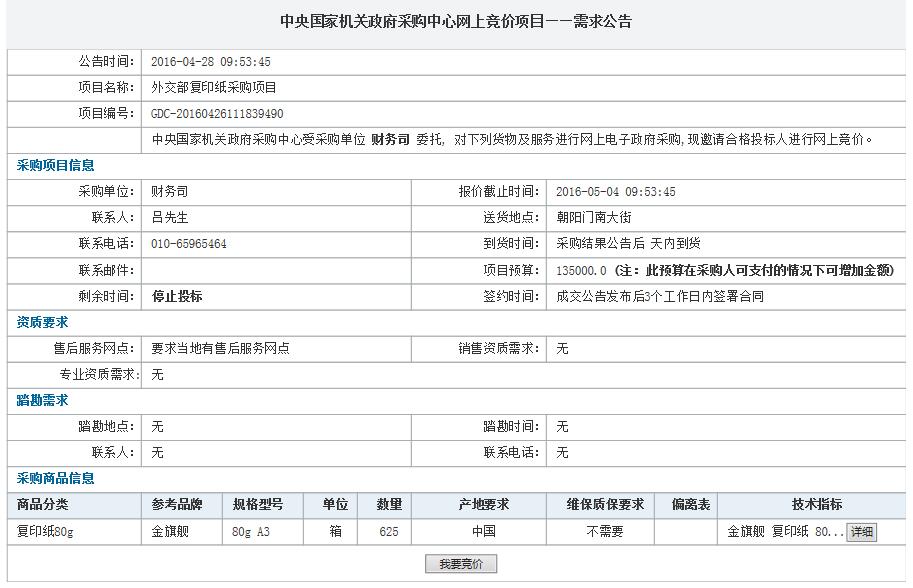 中央国家机关政府采购中心网上竞价项目——需求公告
公告时间： 2016-04-28 09:53:45
项目名称： 外交部复印纸采购项目
项目编号： GDC-20160426111839490
中央国家机关政府采购中心受采购单位 财务司 委托, 对下列货物及服务进行网上电子政府采购,现邀请合格投标人进行网上竞价。
采购项目信息
采购单位： 财务司 报价截止时间： 2016-05-04 09:53:45
联系人： 吕先生 送货地点： 朝阳门南大街
联系电话： 010-65965464 到货时间： 采购结果公告后 天内到货
联系邮件： 项目预算： 135000.0 (注：此预算在采购人可支付的情况下可增加金额)
剩余时间： 停止投标 签约时间： 成交公告发布后3个工作日内签署合同
资质要求
售后服务网点： 要求当地有售后服务网点 销售资质需求： 无
专业资质需求： 无
踏勘需求
踏勘地点： 无 踏勘时间： 无
联系人： 无 联系电话： 无
采购商品信息
商品分类 参考品牌 规格型号 单位 数量 产地要求 维保质保要求 偏离表 技术指标
复印纸80g 金旗舰 80g A3 箱 625 中国 不需要 金旗舰 复印纸 80... 详细
我要竞价